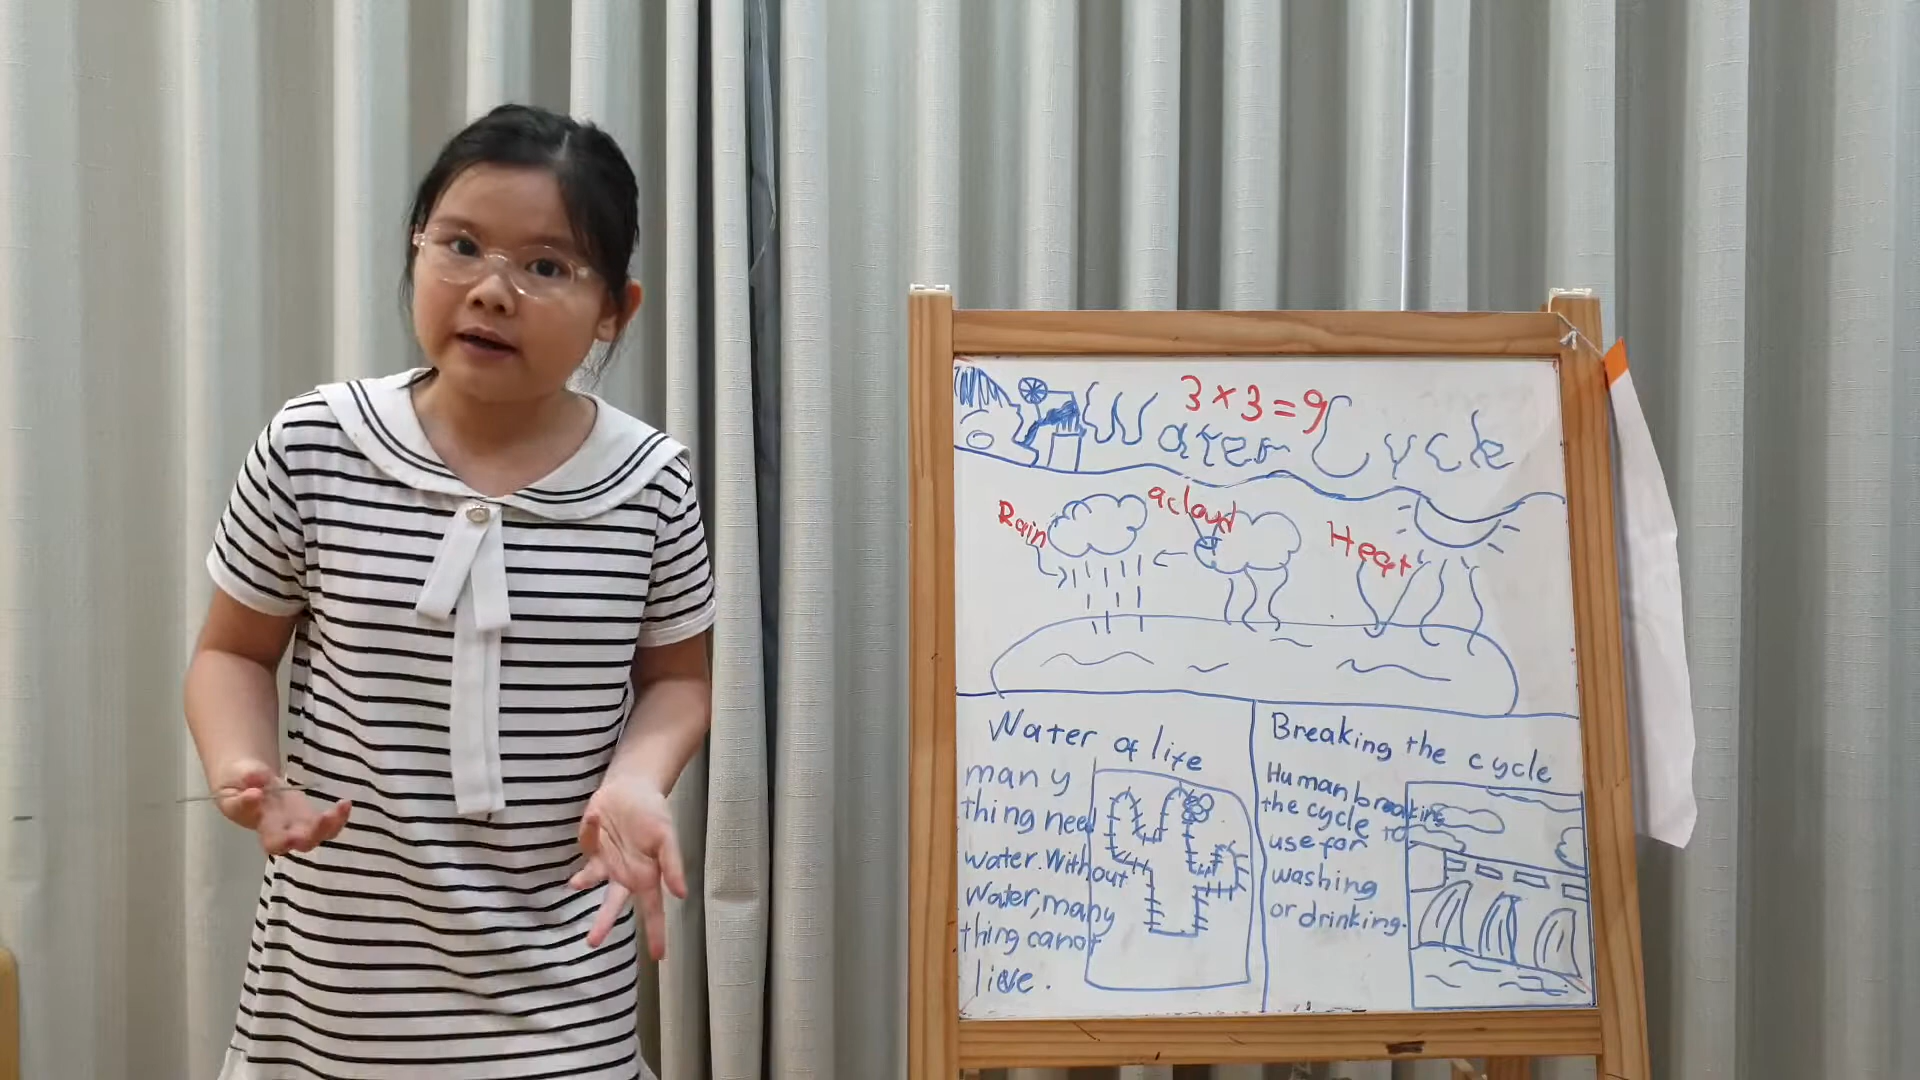 3×3=9
Water Cycle
Rain
a cloud
Heat
Water of life
many
thing need
water. Without
Water, many
thing canot
live.
Breaking the cycle
Human breaking
the cycle to
use for
washing
or drinking.